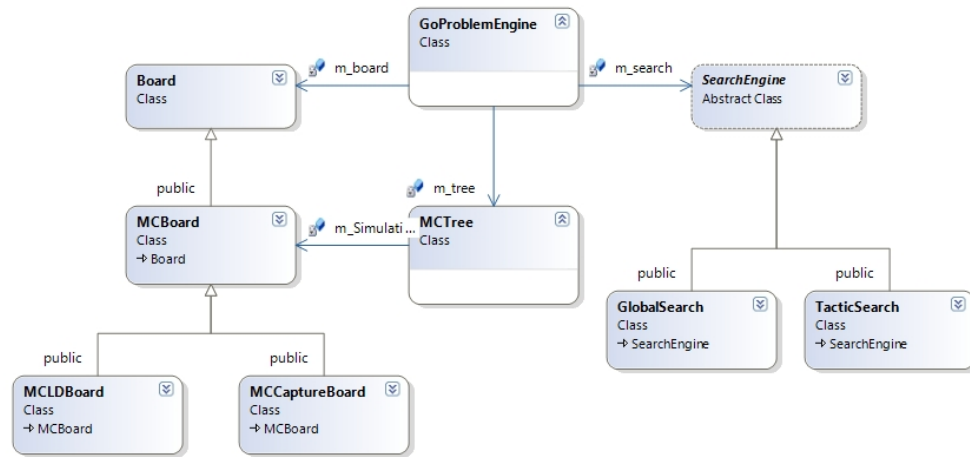 GoProblemEngine
Class
m_board
m_search
Board
Class
SearchEngine
Abstract Class
public
m_tree
MCBoard
Class
Board
m_Simulati ...
MCTree
Class
public
public
GlobalSearch
Class
SearchEngine
TacticSearch
Class
SearchEngine
public
public
MCLDBoard
Class
MCBoard
MCCaptureBoard
Class
MCBoard